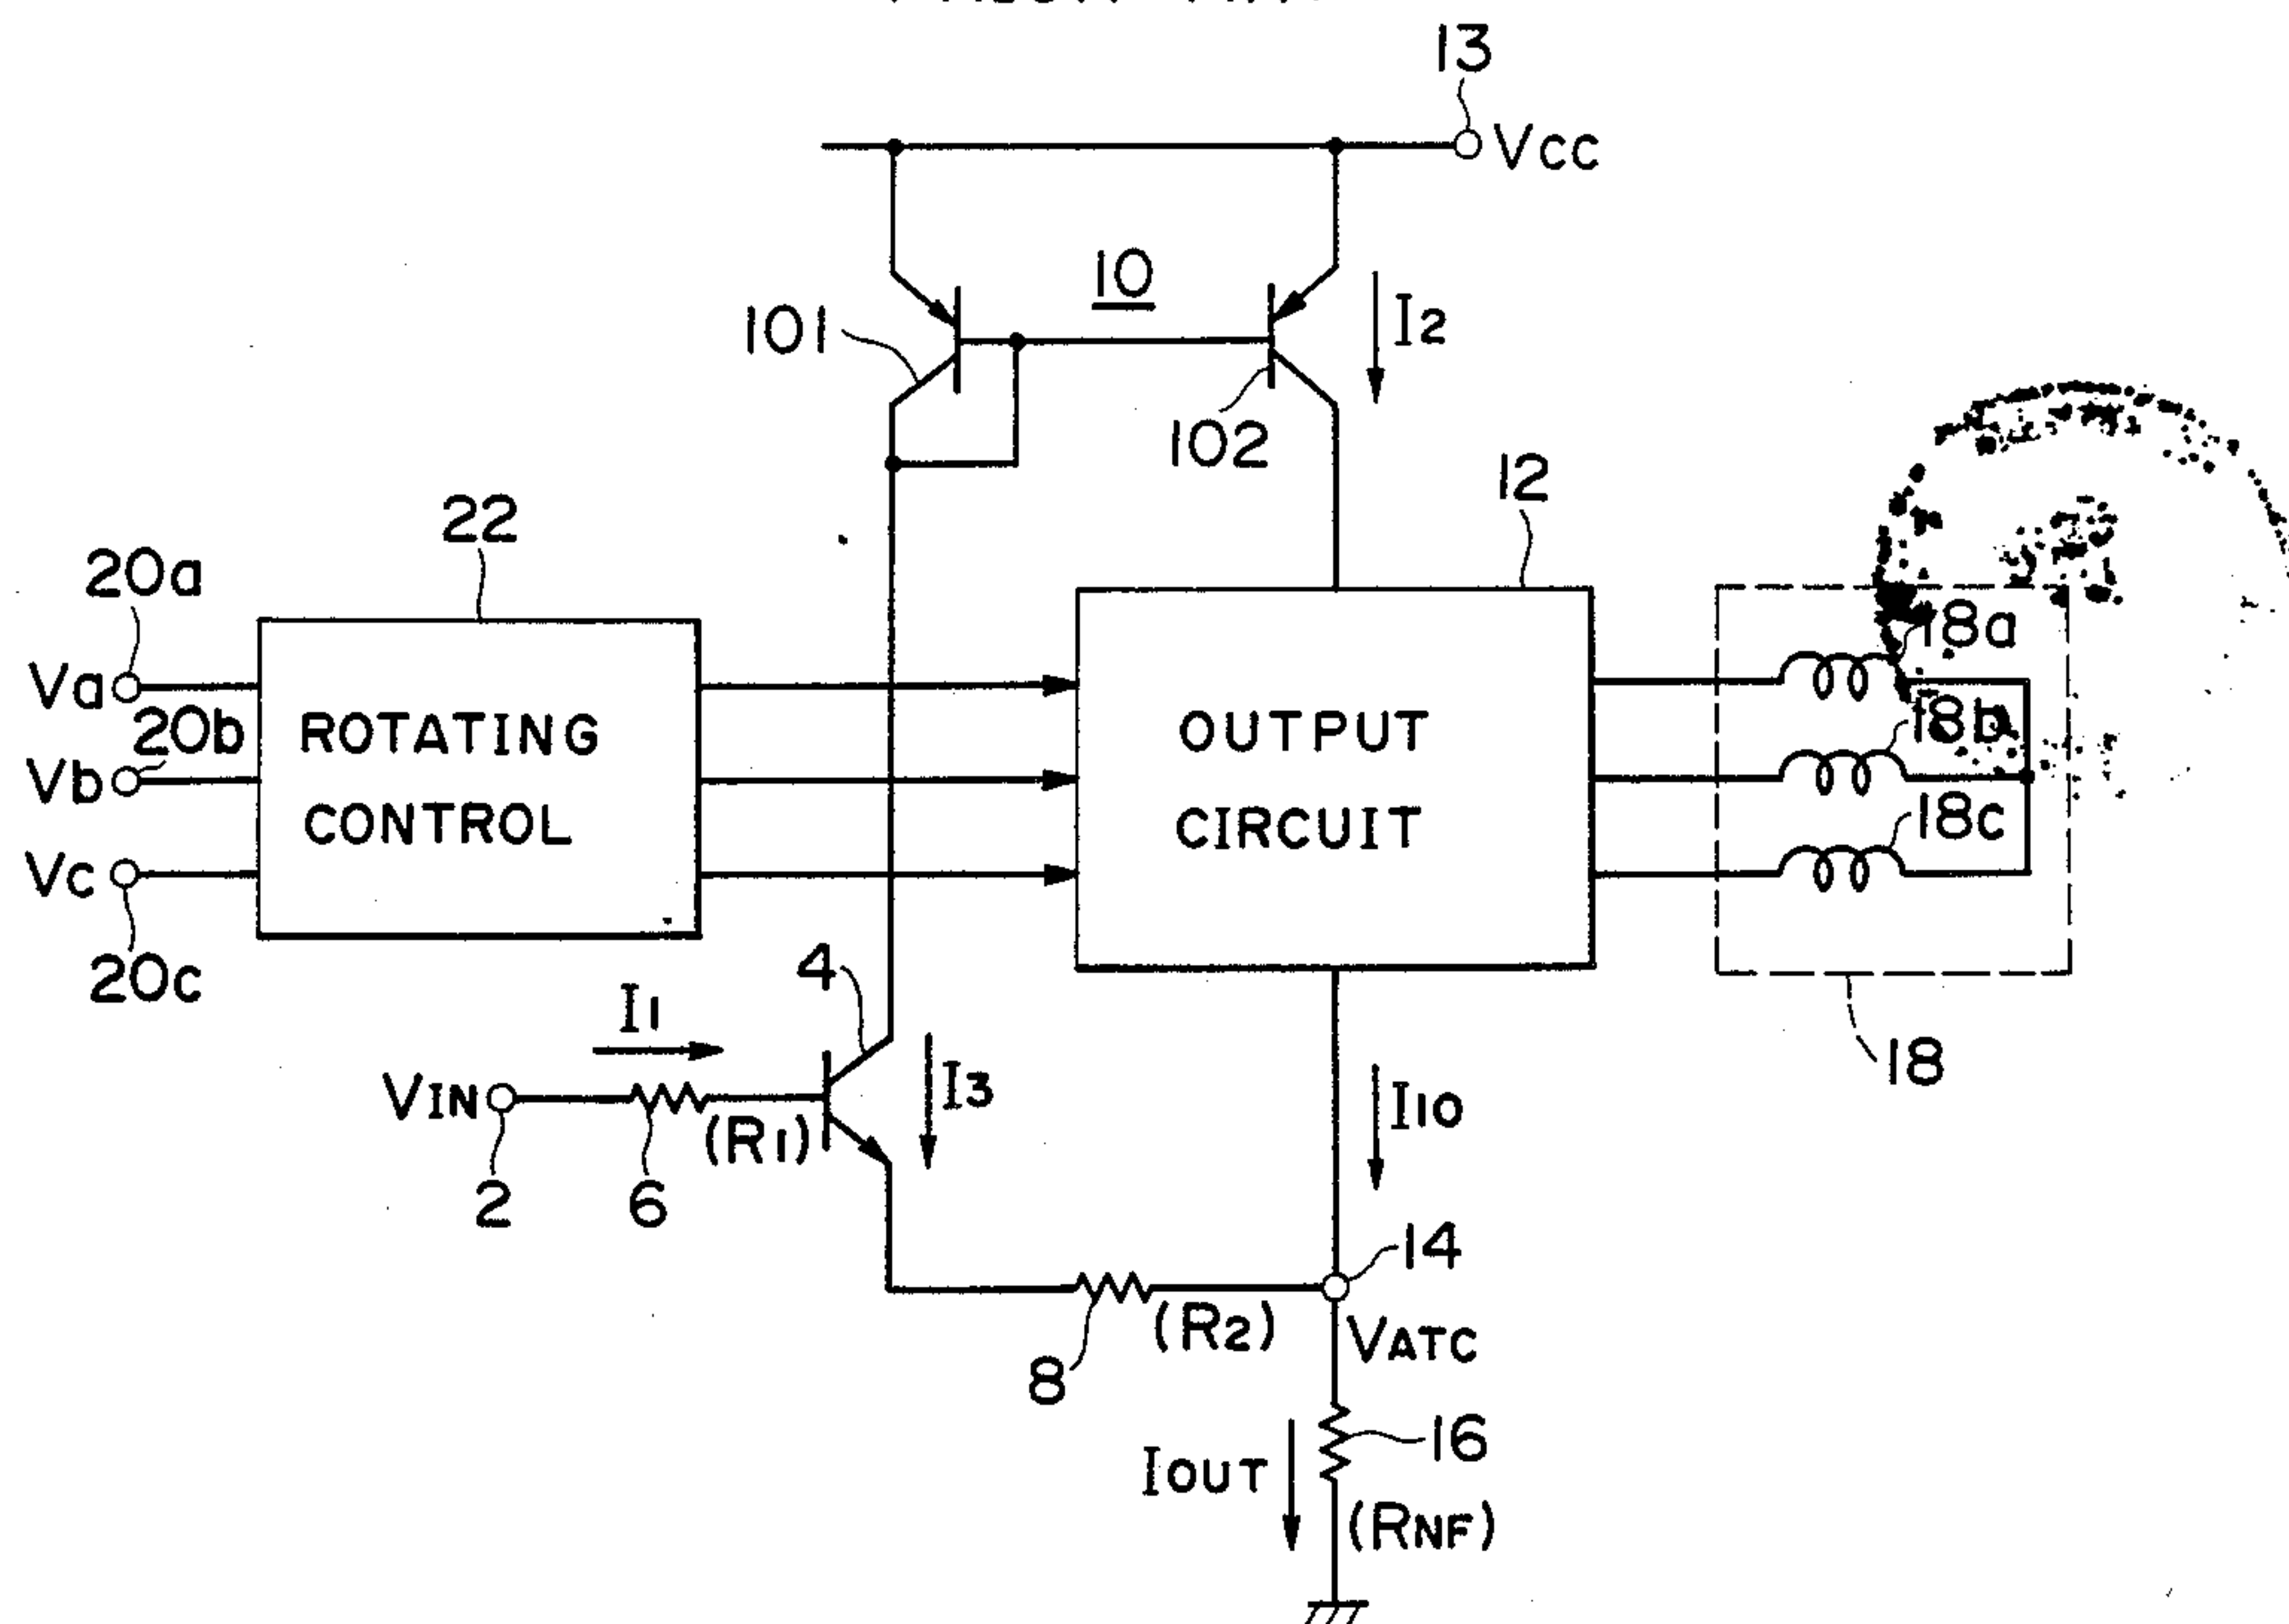 13
Vcc
10
101
I2
102
12
22
20a
18a
Va
20b
18b
ROTATING
CONTROL
OUTPUT
CIRCUIT
Vb
18c
Vc
20c
4
I1
I3
18
VIN
(R1)
I10
2
6
14
(R2)
VATC
8
16
IOUT
(RNF)